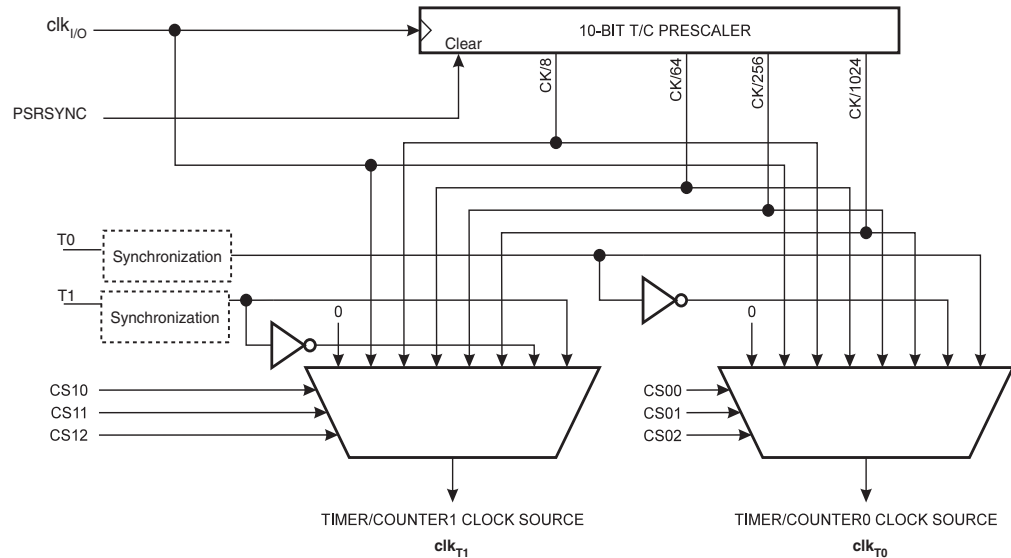 clkI/O
10-BIT T/C PRESCALER
Clear
CK/8
CK/64
CK/256
CK/1024
PSRSYNC
T0
Synchronization
T1
Synchronization
0
0
CS10
CS11
CS12
CS00
CS01
CS02
TIMER/COUNTER1 CLOCK SOURCE
clkT1
TIMER/COUNTER0 CLOCK SOURCE
clkT0